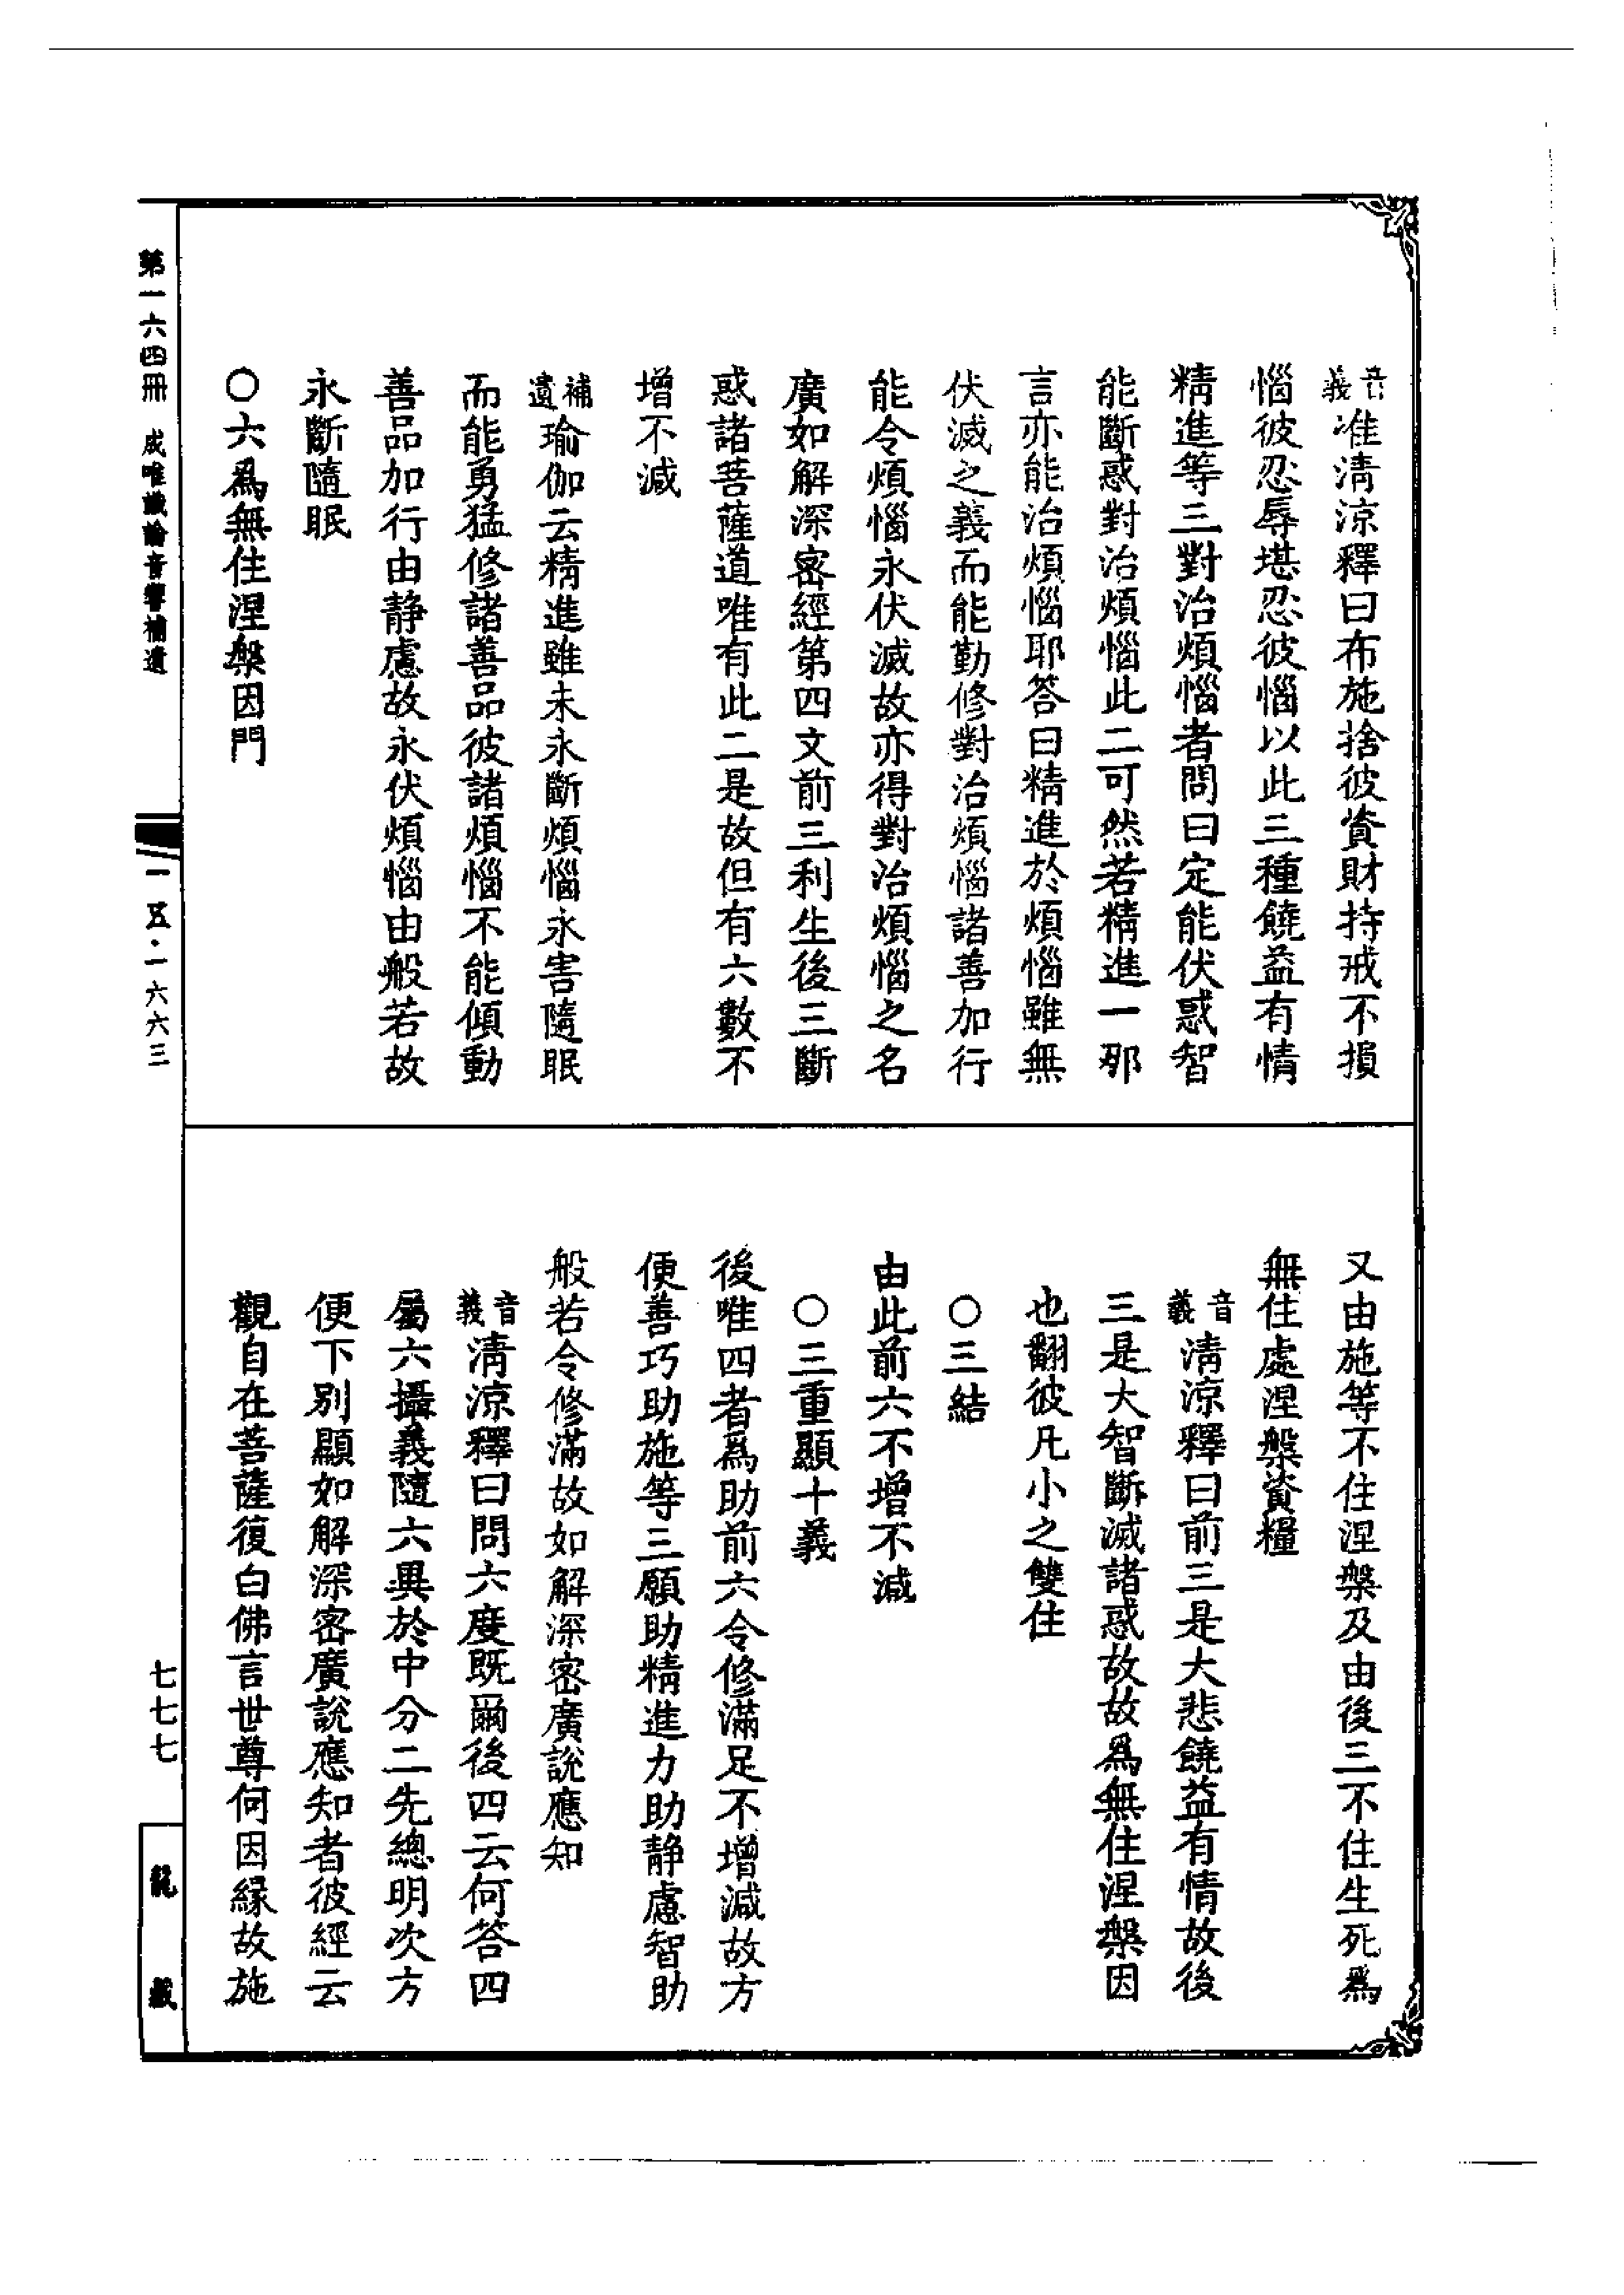 音義准淸涼釋曰布施捨彼資財持戒不損
惱彼忍辱堪忍彼惱以此三種饒益有情
精進等三對治煩惱者問曰定能伏惑智
能斷惑對治煩惱此二可然若精進一那
言亦能治煩惱耶答曰精進於煩惱雖無
伏滅之義而能勤修對治煩惱諸善加行
能令煩惱永伏滅故亦得對治煩惱之名
廣如解深密經第四文前三利生後三斷
惑諸菩薩道唯有此二是故但有六數不
增不減
補遺瑜伽云精進雖未永斷煩惱永害隨眠
而能勇猛修諸善品彼諸煩惱不能傾動
善品加行由靜慮故永伏煩惱由般若故
永斷隨眠
○六爲無住涅槃因門
又由施等不住涅槃及由後三不住生死爲
無住處涅槃資糧
音義淸涼釋曰前三是大悲饒益有情故後
三是大智斷滅諸惑故故爲無住涅槃因
也翻彼凡小之雙住
○三結
由此前六不增不減
○三重顯十義
後唯四者爲助前六令修滿足不增減故方
便善巧助施等三願助精進力助靜慮智助
般若令修滿故如解深密廣說應知
音義淸涼釋曰問六度既爾後四云何答四
屬六攝義隨六異於中分二先總明次方
便下別顯如解深密廣說應知者彼經云
觀自在菩薩復白佛言世尊何因緣故施
第一六四冊 成唯識論音響補遺
一五·一六六三
七七七
龍藏